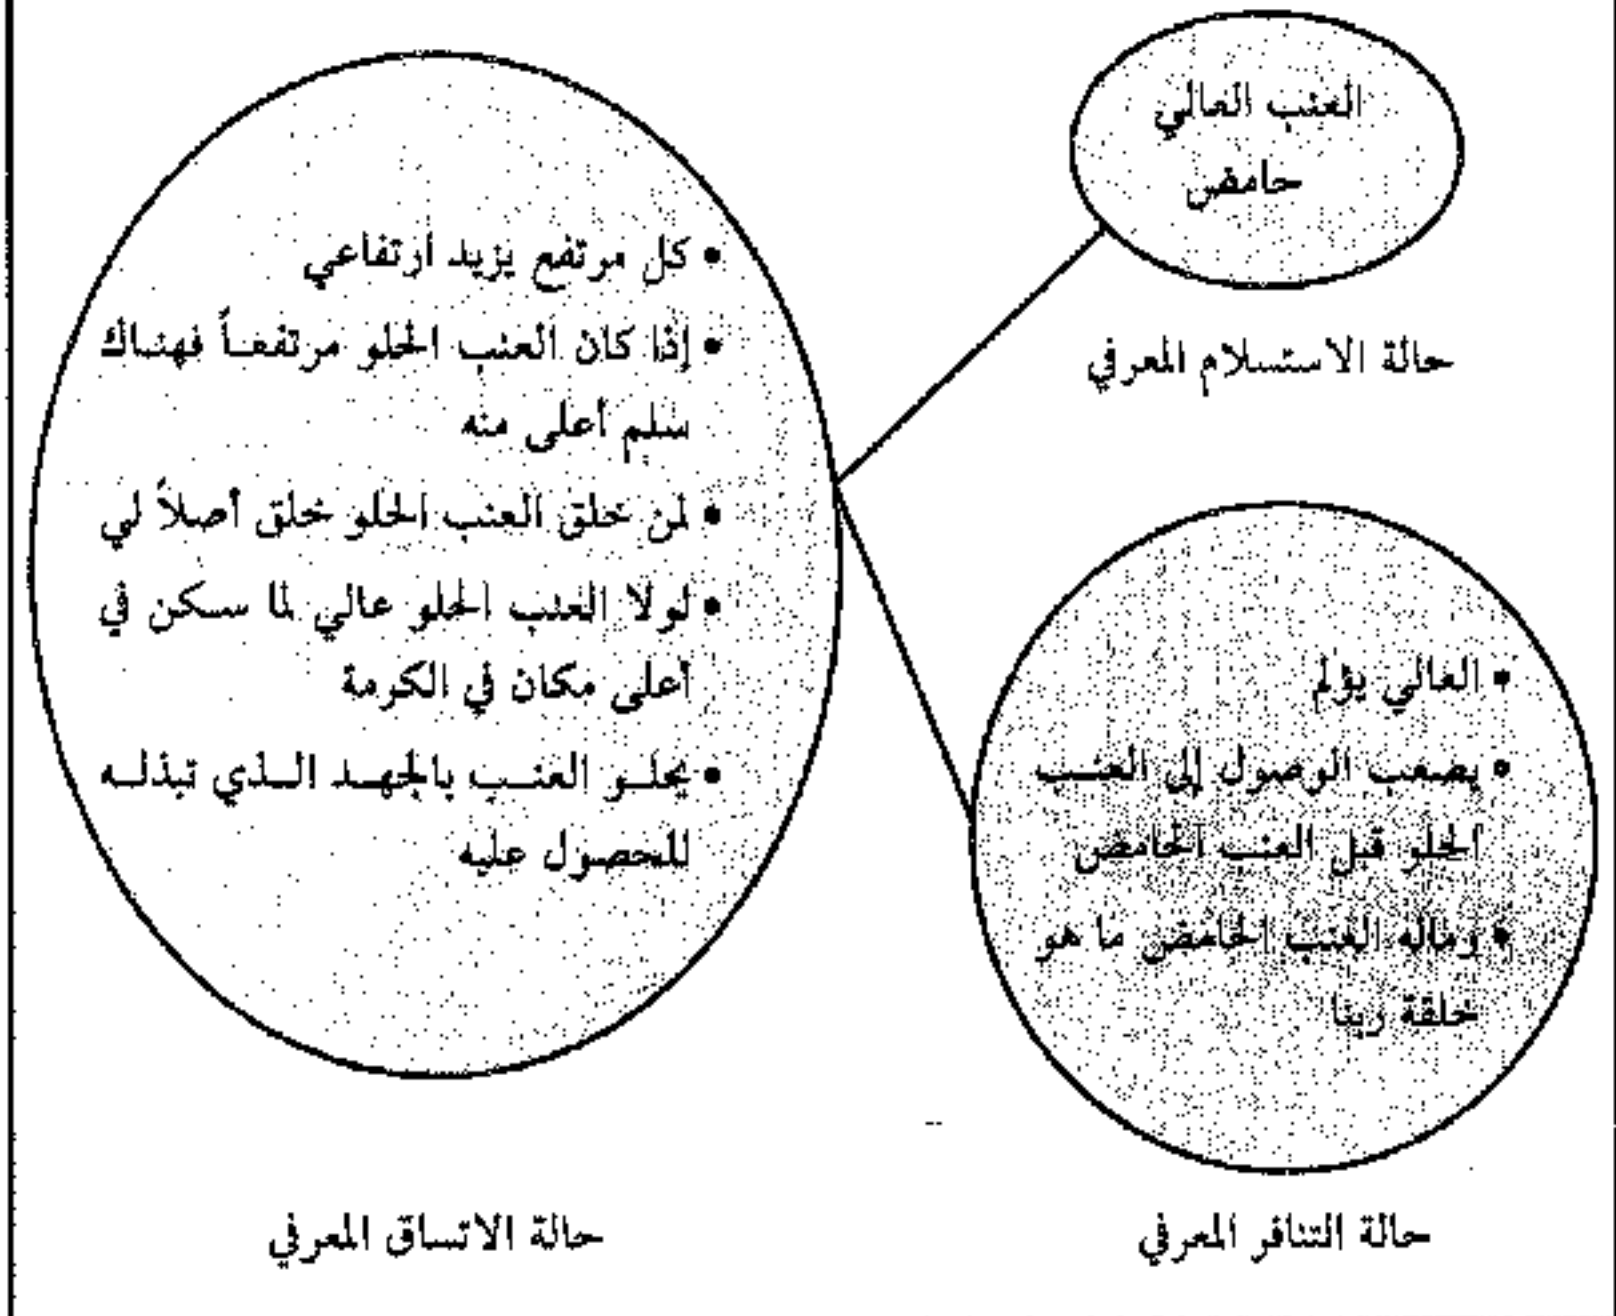 العنب العالي
حامض
حالة الاستسلام المعرفي
• كل مرتفع يزيد ارتفاعي
• إذا كان العنب الحلو مرتفعاً فهناك
سلم أعلى منه
• لمن خلق العنب الحلو خلق أصلاً لي
• لولا العنب الحلو عالي لما سكن في
أعلى مكان في الكرمة
• يحلو العنب بالجهد الذي تبذله
للحصول عليه
حالة الاتساق المعرفي
• العالي يؤلم
• يصعب الوصول إلى العنب
الحلو قبل العنب الحامض
• وماله العنب الحامض ما هو
خلقة ربنا
حالة التنافر المعرفي